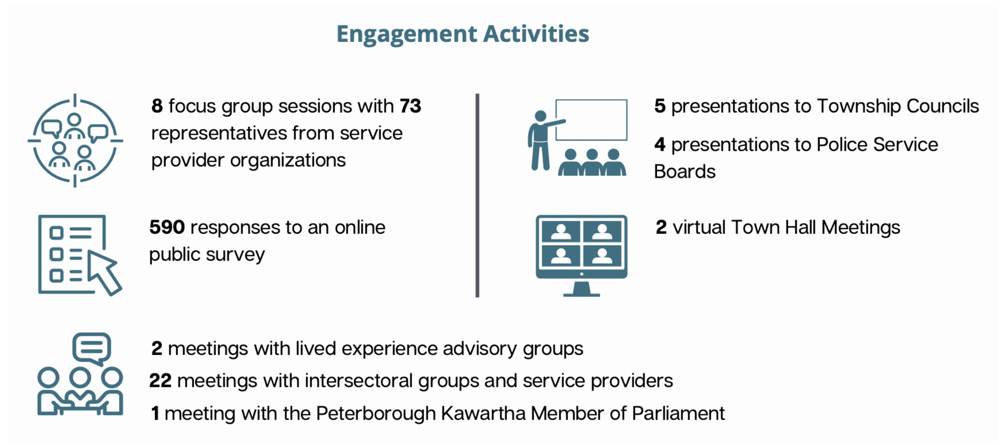 Engagement Activities
8 focus group sessions with 73
representatives from service
provider organizations
590 responses to an online
public survey
5 presentations to Township Councils
4 presentations to Police Service
Boards
2 virtual Town Hall Meetings
2 meetings with lived experience advisory groups
22 meetings with intersectoral groups and service providers
1 meeting with the Peterborough Kawartha Member of Parliament